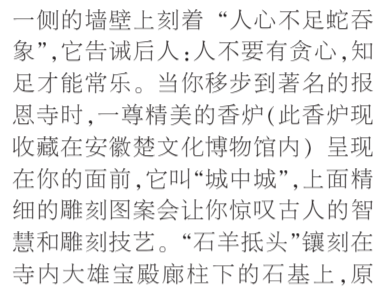 一侧的墙壁上刻着“人心不足蛇吞
象”,它告诫后人:人不要有贪心,知
足才能常乐。当你移步到著名的报
恩寺时,一尊精美的香炉(此香炉现
收藏在安徽楚文化博物馆内) 呈现
在你的面前,它叫“城中城”,上面精
细的雕刻图案会让你惊叹古人的智
慧和雕刻技艺。“石羊抵头”镶刻在
寺内大雄宝殿廊柱下的石基上,原